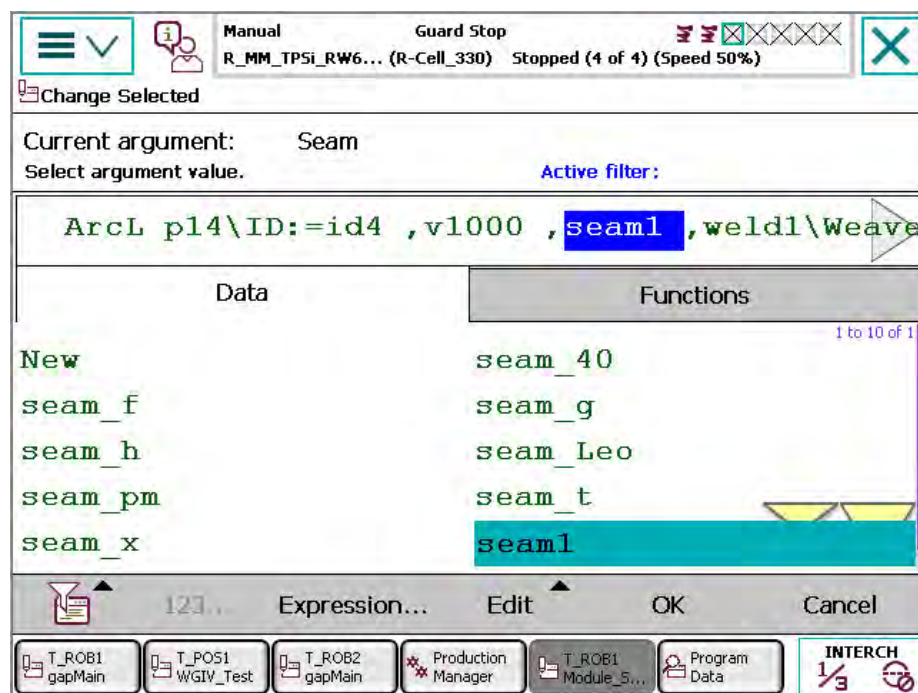 Manual Guard Stop
R_MM_TPSi_RW6... (R-Cell_330) Stopped (4 of 4) (Speed 50%)
Change Selected
Current argument: Seam
Select argument value. Active filter:
ArcL p14\ID:=id4 ,v1000 ,seam1 ,weld1\Weave
Data Functions
1 to 10 of 1
New seam_40
seam_f seam_g
seam_h seam_Leo
seam_pm seam_t
seam_x seam1
123... Expression... Edit OK Cancel
T_ROB1 T_POS1 T_ROB2 Production T_ROB1 Program INTERCH
gapMain WGIV_Test gapMain Manager Module_S... Data 1/3